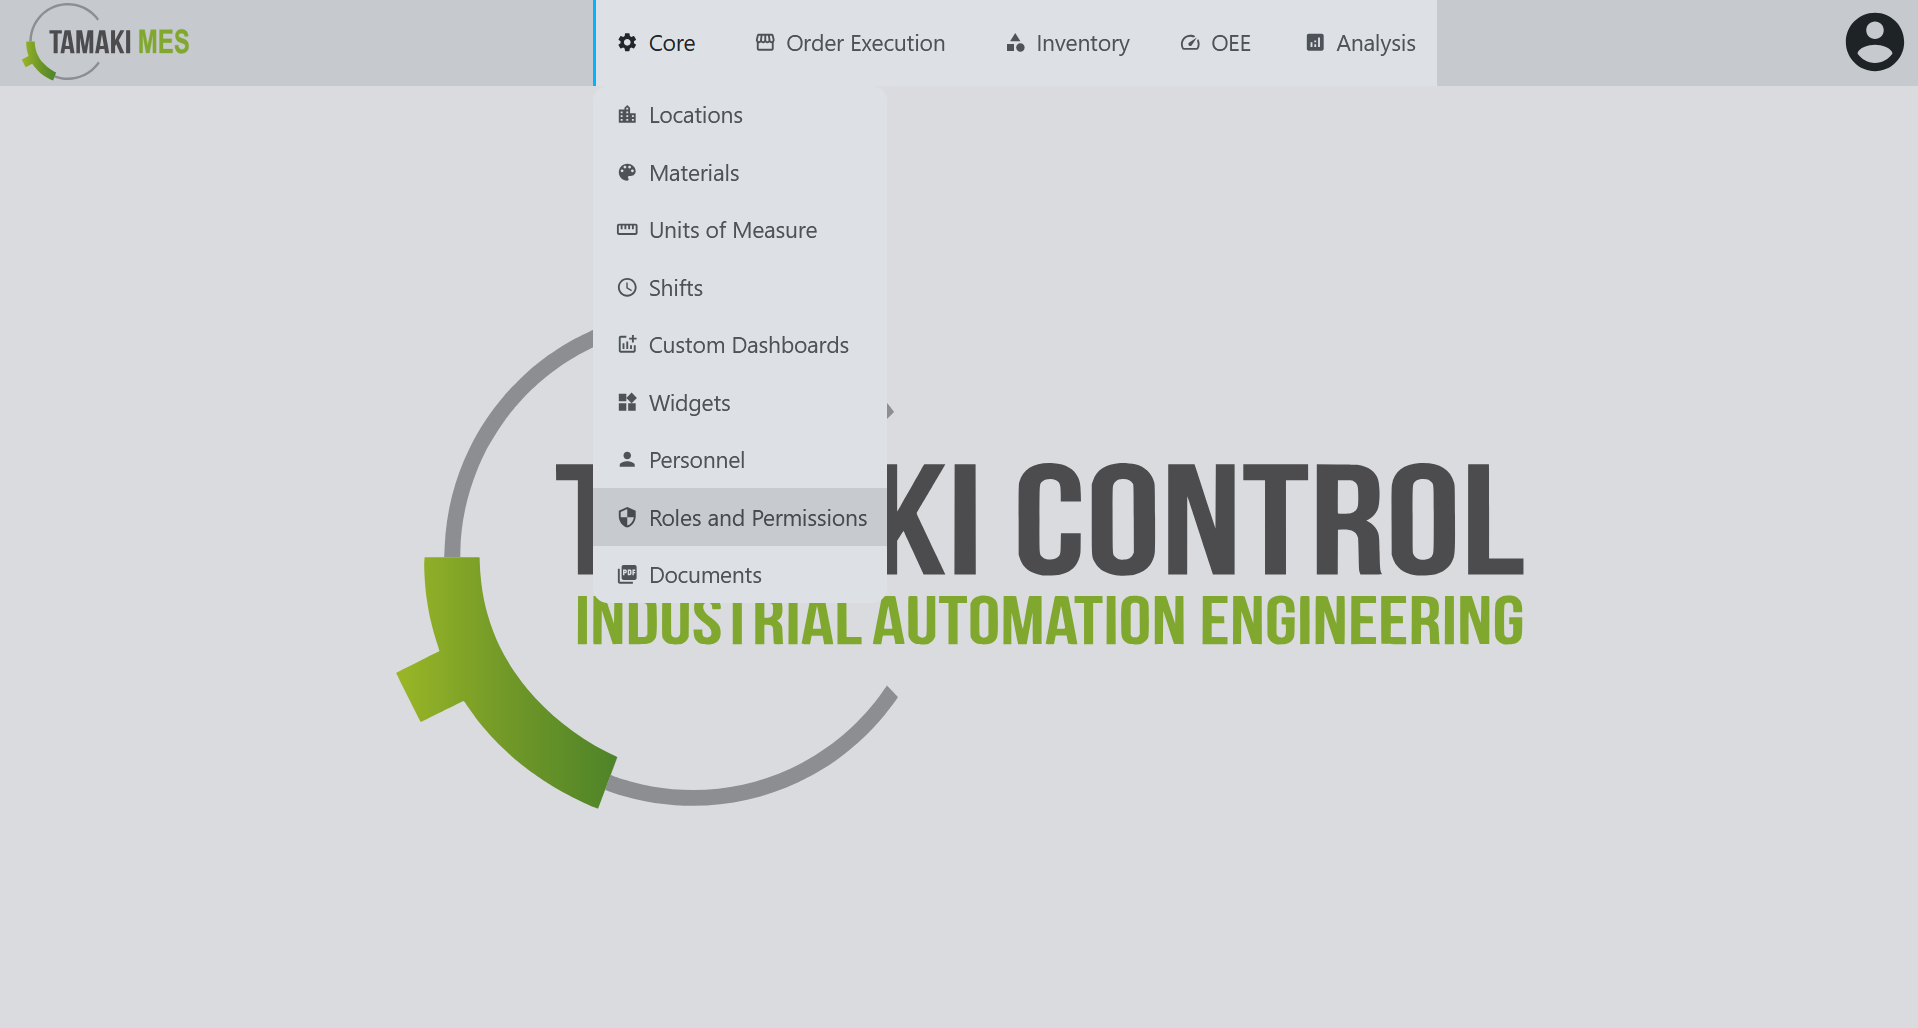 TAMAKI MES
Core
Order Execution
Inventory
OEE
Analysis
Locations
Materials
Units of Measure
Shifts
Custom Dashboards
Widgets
Personnel
Roles and Permissions
PDF Documents
T KI CONTROL
INDUSTRIAL AUTOMATION ENGINEERING